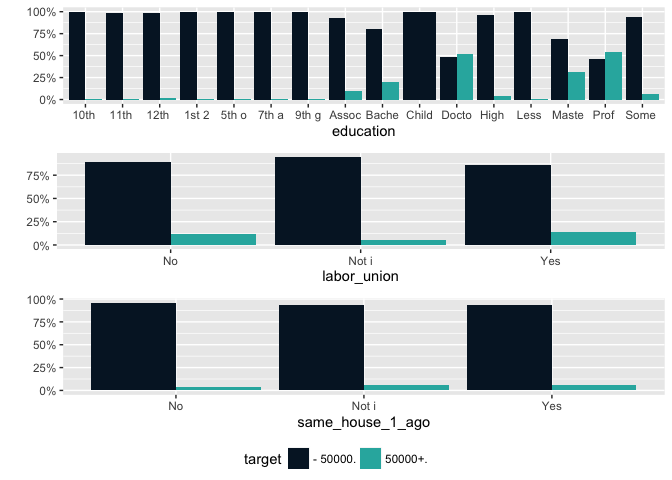 100%
75%
50%
25%
0%
10th 11th 12th 1st 2 5th o 7th a 9th g Assoc Bache Child Docto High Less Maste Prof Some
education
75%
50%
25%
0%
No Not i Yes
labor_union
100%
75%
50%
25%
0%
No Not i Yes
same_house_1_ago
target - 50000. 50000+.